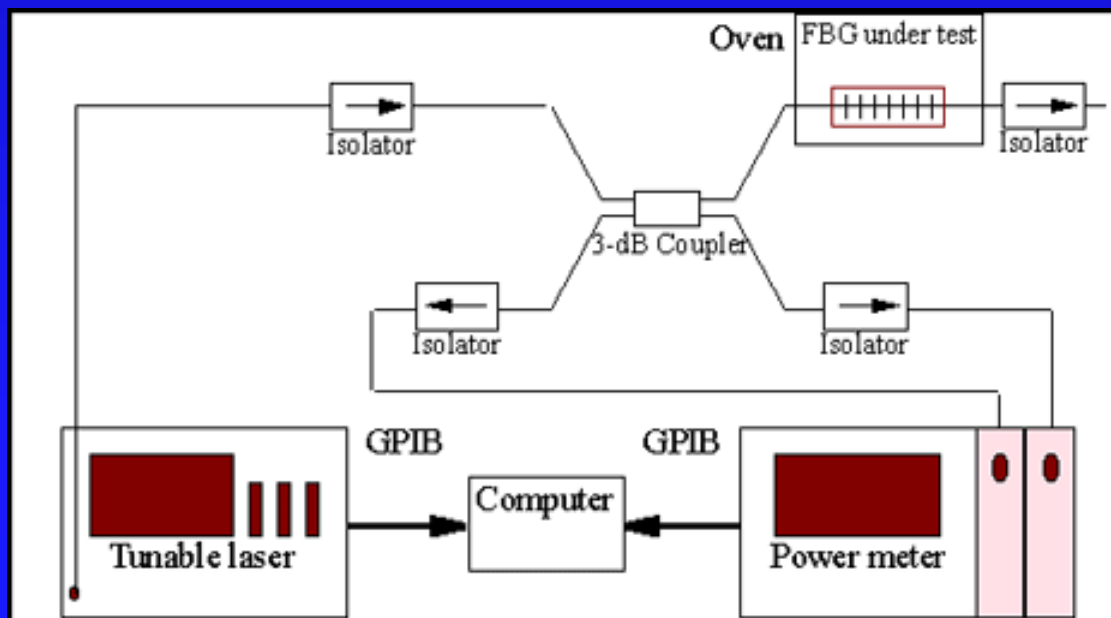 Oven
FBG under test
Isolator
Isolator
3-dB Coupler
Isolator
Isolator
GPIB
GPIB
Computer
Tunable laser
Power meter